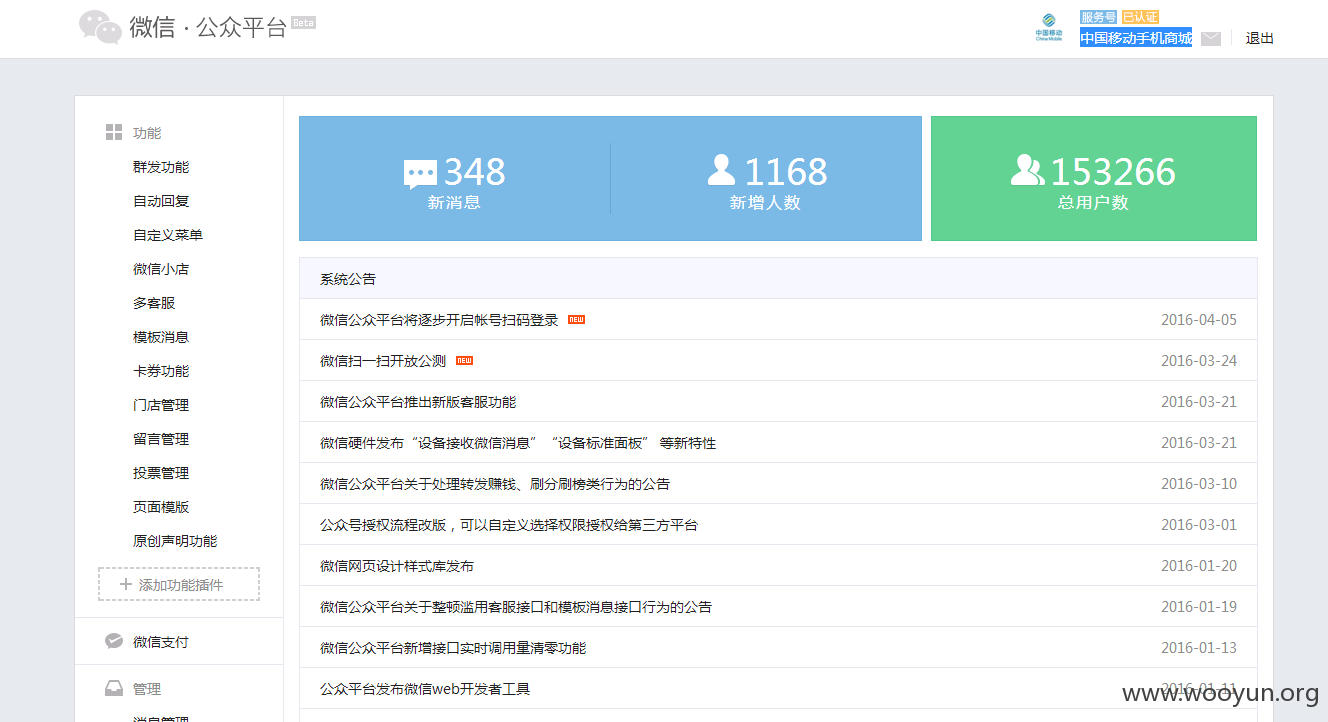 微信 · 公众平台 Beta
中国移动
China Mobile
服务号 已认证
中国移动手机商城
退出
功能
群发功能
自动回复
自定义菜单
微信小店
多客服
模板消息
卡券功能
门店管理
留言管理
投票管理
页面模版
原创声明功能
+ 添加功能插件
微信支付
管理
消息管理
348
新消息
1168
新增人数
153266
总用户数
系统公告
微信公众平台将逐步开启帐号扫码登录 NEW 2016-04-05
微信扫一扫开放公测 NEW 2016-03-24
微信公众平台推出新版客服功能 2016-03-21
微信硬件发布“设备接收微信消息” “设备标准面板” 等新特性 2016-03-21
微信公众平台关于处理转发赚钱、刷分刷榜类行为的公告 2016-03-10
公众号授权流程改版，可以自定义选择权限授权给第三方平台 2016-03-01
微信网页设计样式库发布 2016-01-20
微信公众平台关于整顿滥用客服接口和模板消息接口行为的公告 2016-01-19
微信公众平台新增接口实时调用量清零功能 2016-01-13
公众平台发布微信web开发者工具 2016-01-11
www.wooyun.org